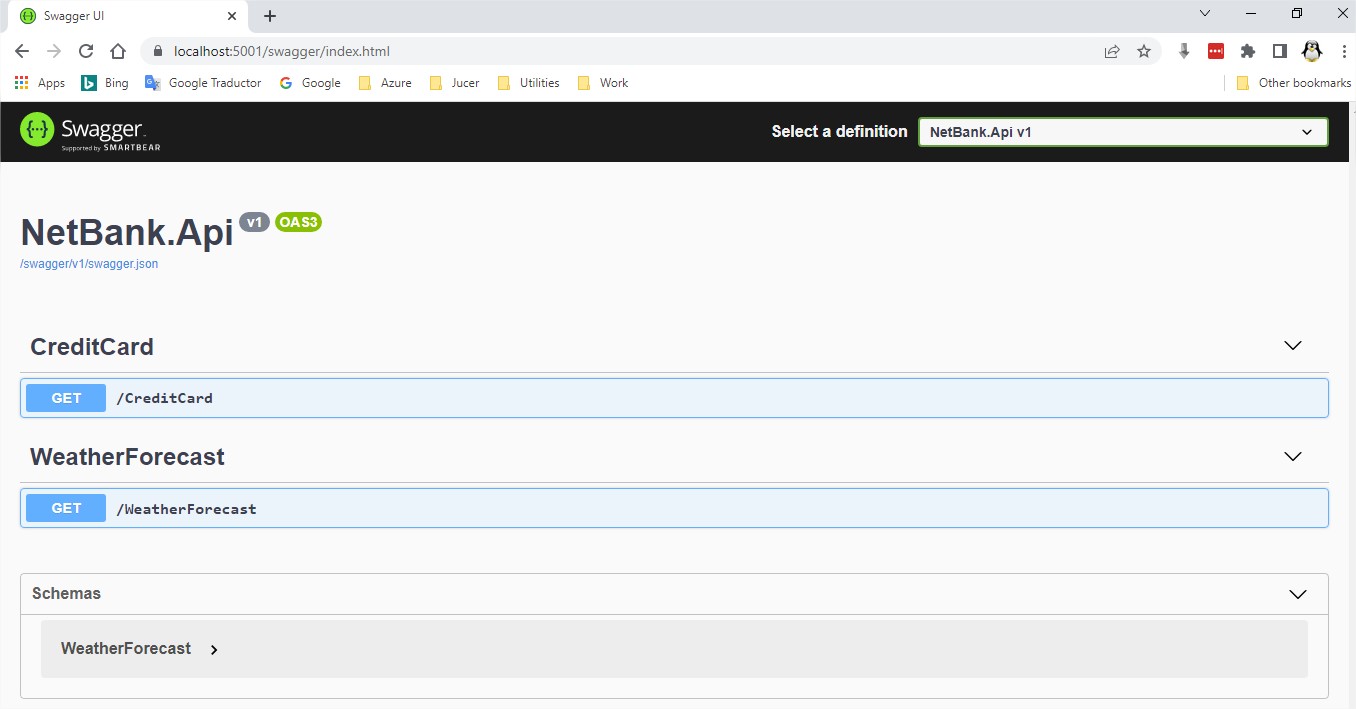 Swagger UI
localhost:5001/swagger/index.html
Apps Bing Google Traductor Google Azure Jucer Utilities Work Other bookmarks
Swagger
Supported by SMARTBEAR
Select a definition NetBank.Api v1
NetBank.Api v1 OAS3
/swagger/v1/swagger.json
CreditCard
GET /CreditCard
WeatherForecast
GET /WeatherForecast
Schemas
WeatherForecast